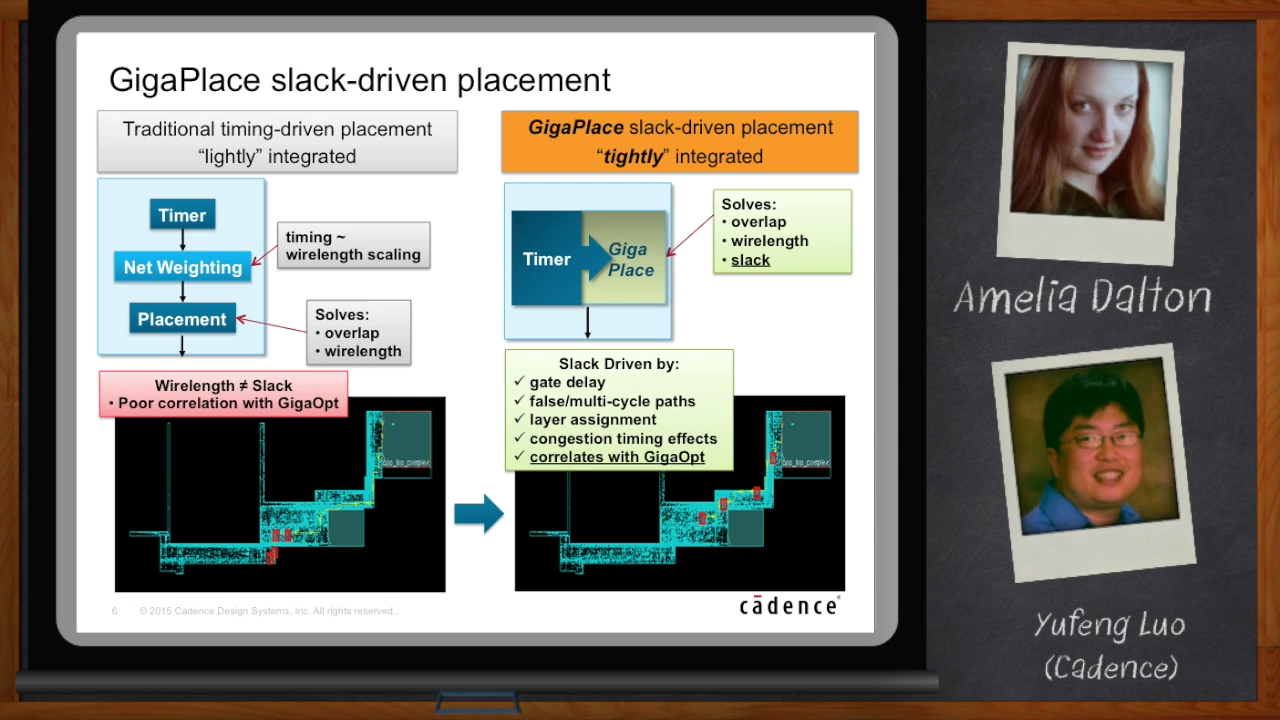 GigaPlace slack-driven placement
Traditional timing-driven placement
“lightly” integrated
Timer
Net Weighting
Placement
timing ~
wirelength scaling
Solves:
• overlap
• wirelength
Wirelength ≠ Slack
• Poor correlation with GigaOpt
GigaPlace slack-driven placement
“tightly” integrated
Timer
Giga
Place
Solves:
• overlap
• wirelength
• slack
Slack Driven by:
✓ gate delay
✓ false/multi-cycle paths
✓ layer assignment
✓ congestion timing effects
✓ correlates with GigaOpt
6 © 2015 Cadence Design Systems, Inc. All rights reserved..
cādence®
Amelia Dalton
Yufeng Luo
(Cadence)